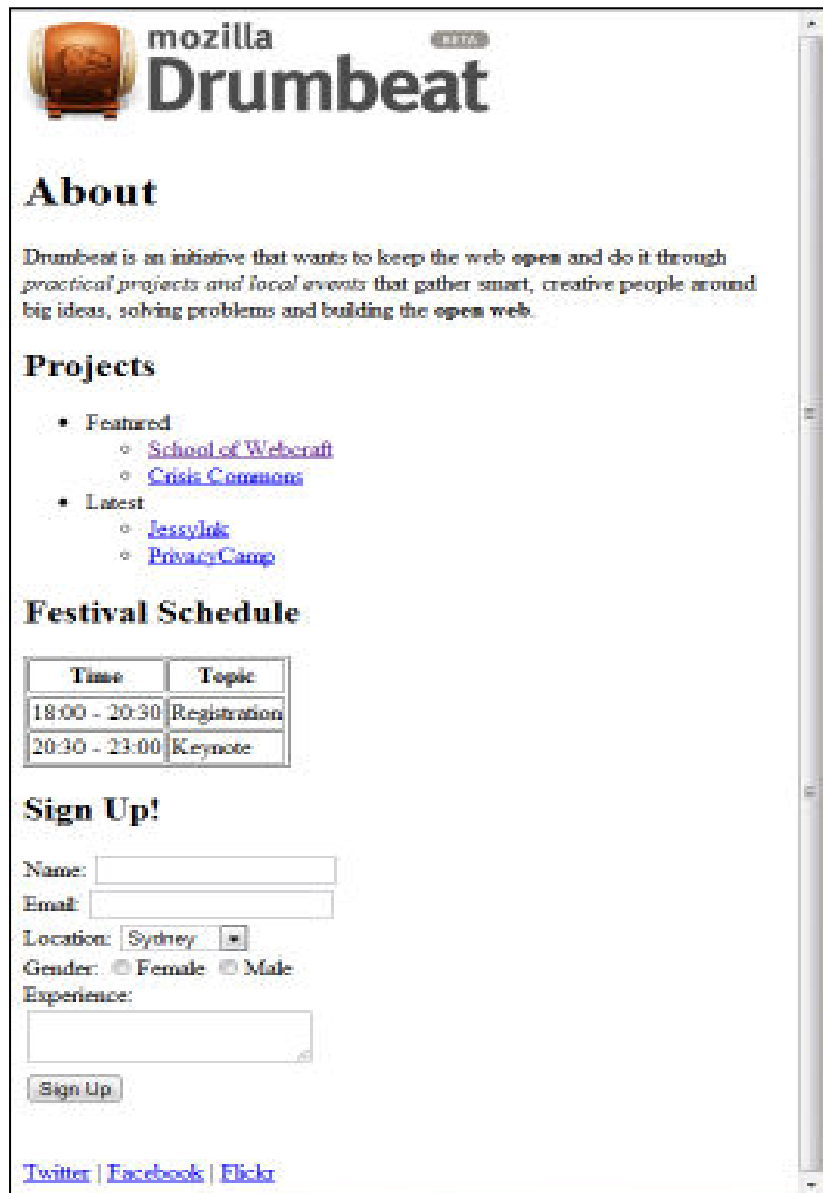 mozilla BETA
Drumbeat
About
Drumbeat is an initiative that wants to keep the web open and do it through
practical projects and local events that gather smart, creative people around
big ideas, solving problems and building the open web.
Projects
• Featured
◦ School of Webcraft
◦ Crisis Commons
• Latest
◦ JessyInk
◦ PrivacyCamp
Festival Schedule
Time Topic
18:00 - 20:30 Registration
20:30 - 23:00 Keynote
Sign Up!
Name:
Email:
Location: Sydney
Gender: Female Male
Experience:
Sign Up
Twitter | Facebook | Flickr